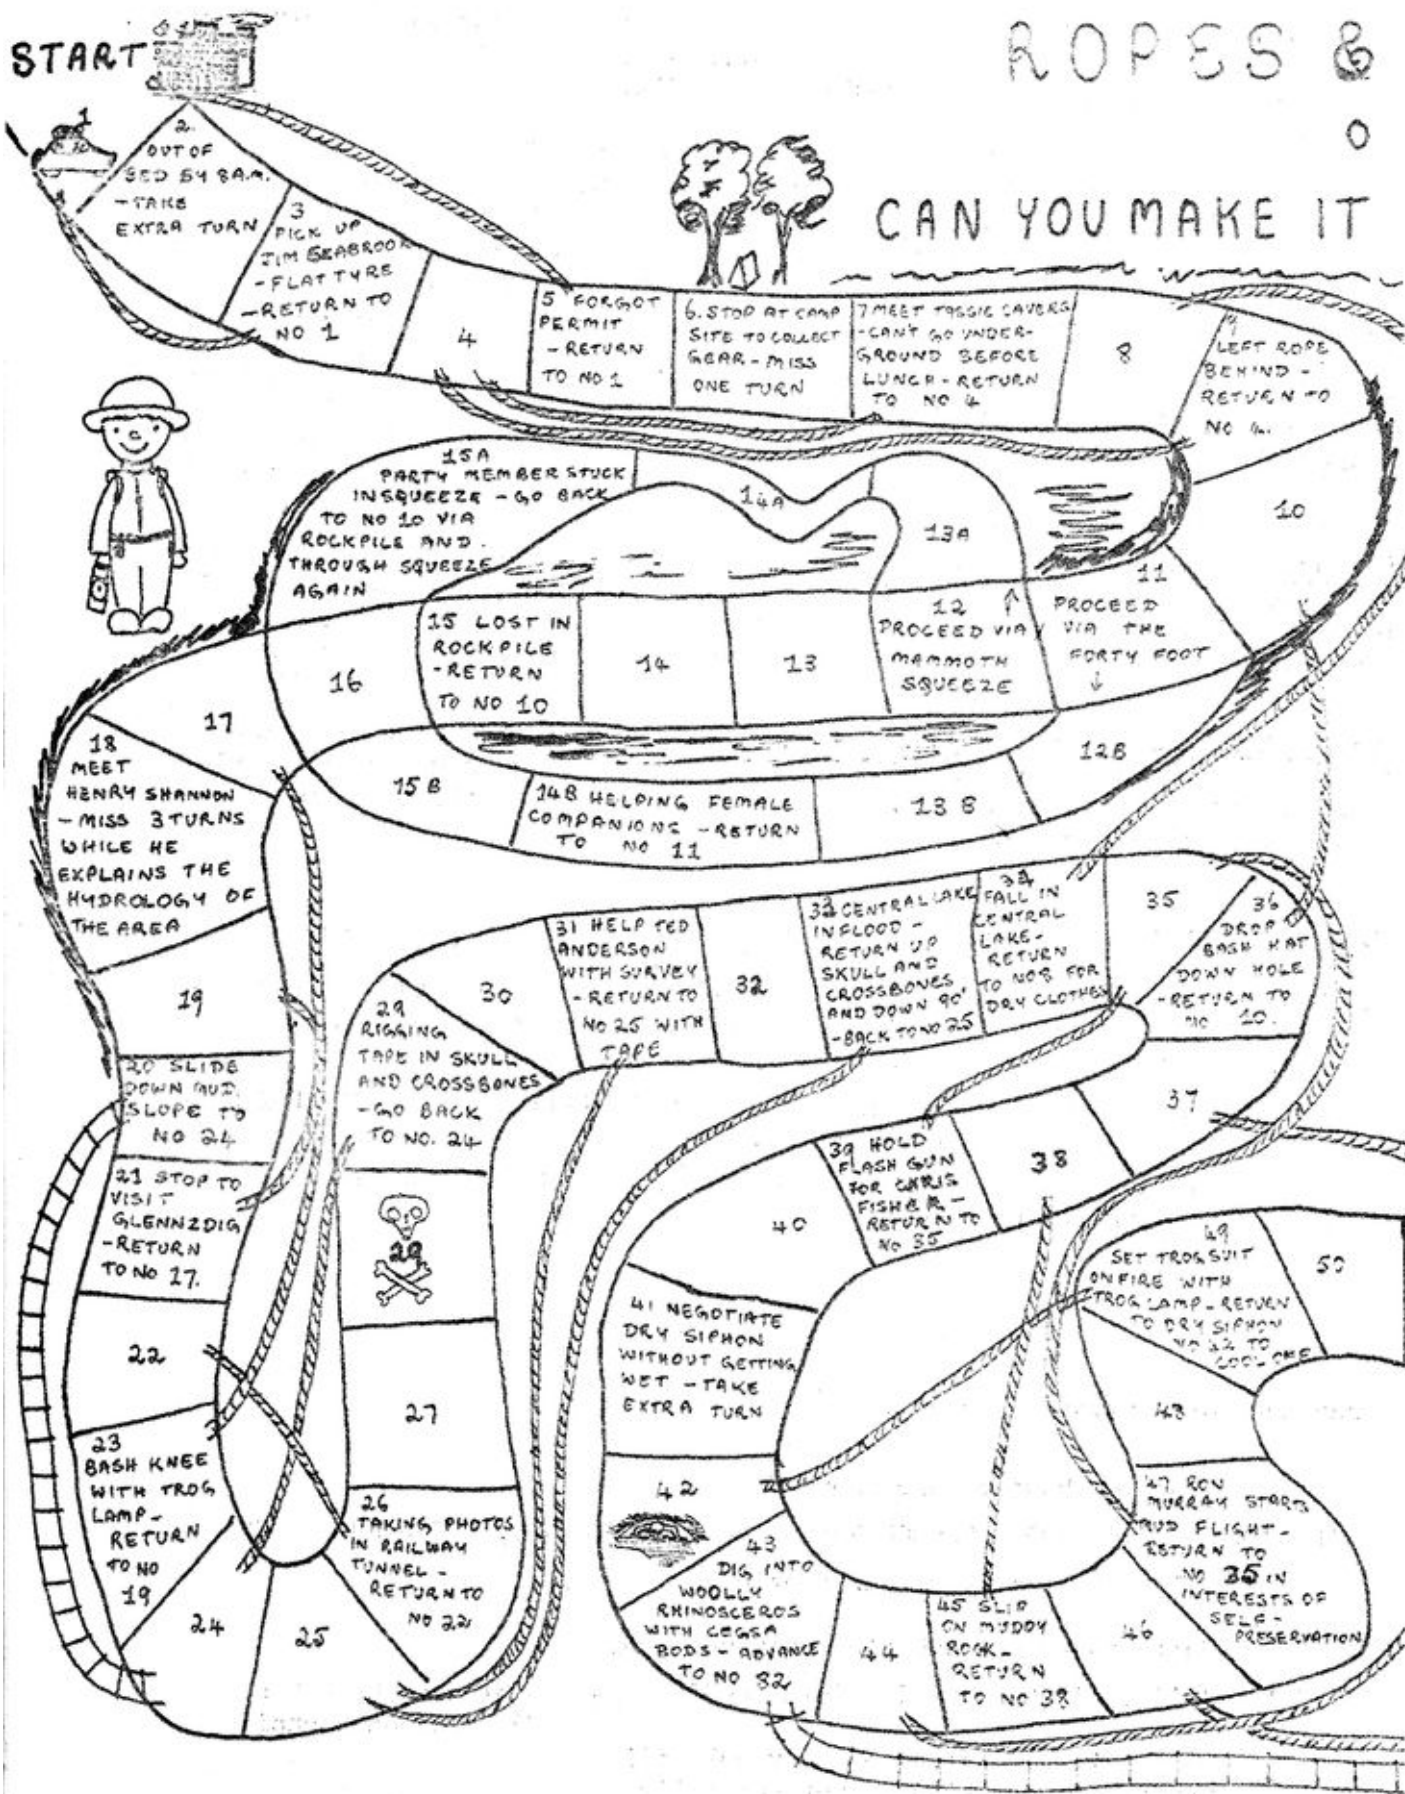 START
ROPES &
CAN YOU MAKE IT
1
2.
OUT OF
BED BY 8 A.M.
- TAKE
EXTRA TURN
3
PICK UP
JIM SEABROOK
- FLAT TYRE
- RETURN TO
NO 1
4
5 FORGOT
PERMIT
- RETURN
TO NO 1
6. STOP AT CAMP
SITE TO COLLECT
GEAR - MISS
ONE TURN
7 MEET TASSIE CAVERS
- CAN'T GO UNDER-
GROUND BEFORE
LUNCH - RETURN
TO NO 4
8
9
LEFT ROPE
BEHIND -
RETURN TO
NO 4.
10
11
PROCEED
VIA THE
FORTY FOOT
↓
12 ↑
PROCEED VIA
MAMMOTH
SQUEEZE
13
14
15 LOST IN
ROCKPILE
- RETURN
TO NO 10
13A
14A
15A
PARTY MEMBER STUCK
IN SQUEEZE - GO BACK
TO NO 10 VIA
ROCKPILE AND
THROUGH SQUEEZE
AGAIN
12B
13B
14B HELPING FEMALE
COMPANIONS - RETURN
TO NO 11
15B
16
17
18
MEET
HENRY SHANNON
- MISS 3 TURNS
WHILE HE
EXPLAINS THE
HYDROLOGY OF
THE AREA
19
20 SLIDE
DOWN MUD
SLOPE TO
NO 24
21 STOP TO
VISIT
GLENNZDIG
- RETURN
TO NO 17.
22
23
BASH KNEE
WITH TROG
LAMP -
RETURN
TO NO
19
24
25
26
TAKING PHOTOS
IN RAILWAY
TUNNEL -
RETURN TO
NO 22
27
29
29
RIGGING
TAPE IN SKULL
AND CROSSBONES
- GO BACK
TO NO. 24
30
31 HELP TED
ANDERSON
WITH SURVEY
- RETURN TO
NO 25 WITH
TAPE
32
33 CENTRAL LAKE
IN FLOOD -
RETURN UP
SKULL AND
CROSSBONES
AND DOWN 90'
- BACK TO NO 25
34
FALL IN
CENTRAL
LAKE -
RETURN
TO NO 8 FOR
DRY CLOTHES
35
36
DROP
BASH HAT
DOWN HOLE
- RETURN TO
NO 10.
37
38
39 HOLD
FLASH GUN
FOR CHRIS
FISHER -
RETURN TO
NO 35
40
41 NEGOTIATE
DRY SIPHON
WITHOUT GETTING
WET - TAKE
EXTRA TURN
42
43
DIG INTO
WOOLLY
RHINOSCEROS
WITH CEGSA
BODS - ADVANCE
TO NO 82
44
45 SLIP
ON MUDDY
ROCK -
RETURN
TO NO 38
46
47 RON
MURRAY STARTS
MUD FIGHT -
RETURN TO
NO 35 IN
INTERESTS OF
SELF-
PRESERVATION
48
49
SET TROGSUIT
ON FIRE WITH
TROG LAMP - RETURN
TO DRY SIPHON
NO 42 TO
COOL
50